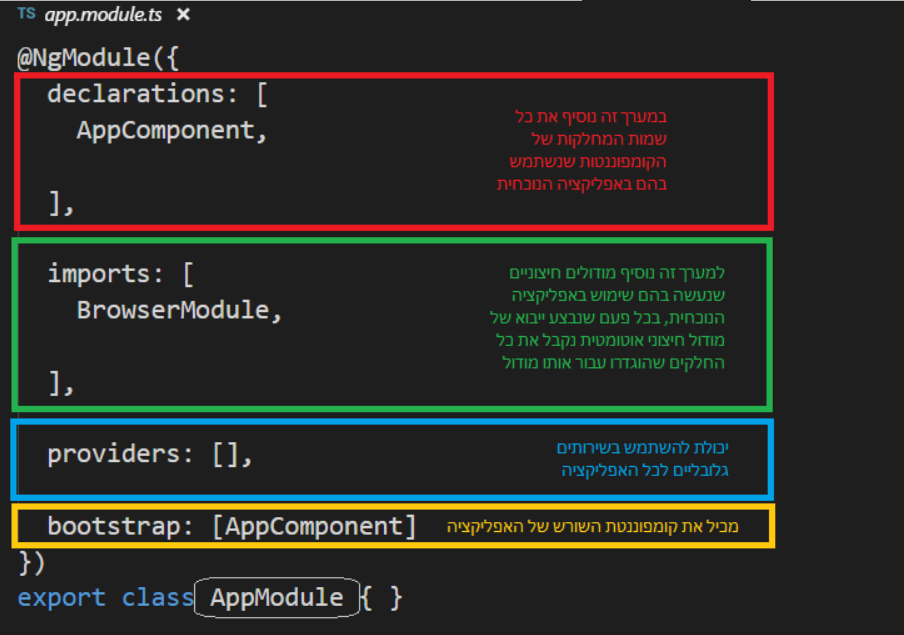 TS app.module.ts ×
@NgModule({
declarations: [
AppComponent,
],
במערך זה נוסיף את כל
שמות המחלקות של
הקומפוננטות שנשתמש
בהם באפליקציה הנוכחית
imports: [
BrowserModule,
],
למערך זה נוסיף מודולים חיצוניים
שנעשה בהם שימוש באפליקציה
הנוכחית, בכל פעם שנבצע ייבוא של
מודול חיצוני אוטומטית נקבל את כל
החלקים שהוגדרו עבור אותו מודול
providers: [],
יכולת להשתמש בשירותים
גלובליים לכל האפליקציה
bootstrap: [AppComponent]
מכיל את קומפוננטת השורש של האפליקציה
})
export class AppModule { }